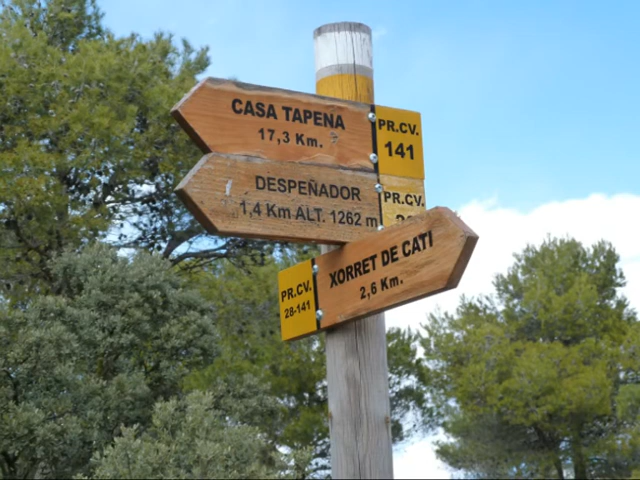 CASA TAPENA
17,3 Km.
PR.CV.
141
DESPEÑADOR
1,4 Km ALT. 1262 m
PR.CV.
XORRET DE CATI
2,6 Km.
PR.CV.
28-141